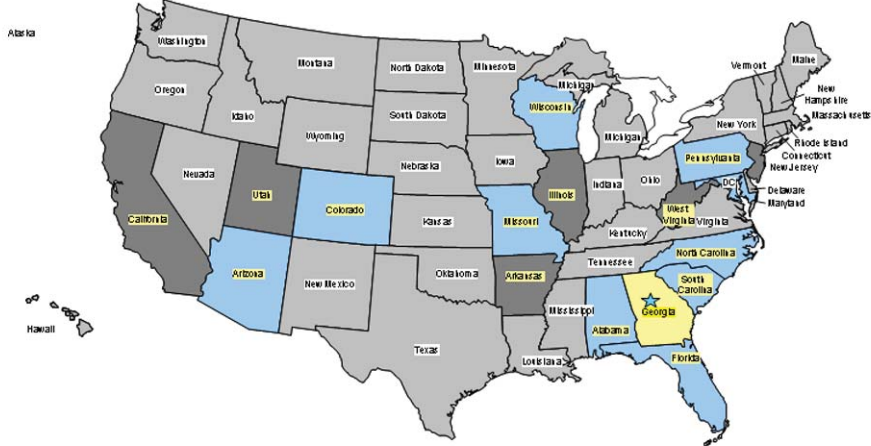 Alaska
Washington
Montana
North Dakota
Minnesota
Michigan
Maine
Vermont
Oregon
Idaho
South Dakota
Wisconsin
New
Hampshire
Massachusetts
Wyoming
Michigan
New York
Rhode Island
Connecticut
New Jersey
Nevada
Utah
Colorado
Nebraska
Iowa
Illinois
Indiana
Ohio
Pennsylvania
DC
Delaware
Maryland
California
Kansas
Missouri
West
Virginia
Virginia
Kentucky
North Carolina
Tennessee
Arizona
New Mexico
Oklahoma
Arkansas
South
Carolina
Hawaii
Texas
Louisiana
Mississippi
Alabama
Georgia
Florida